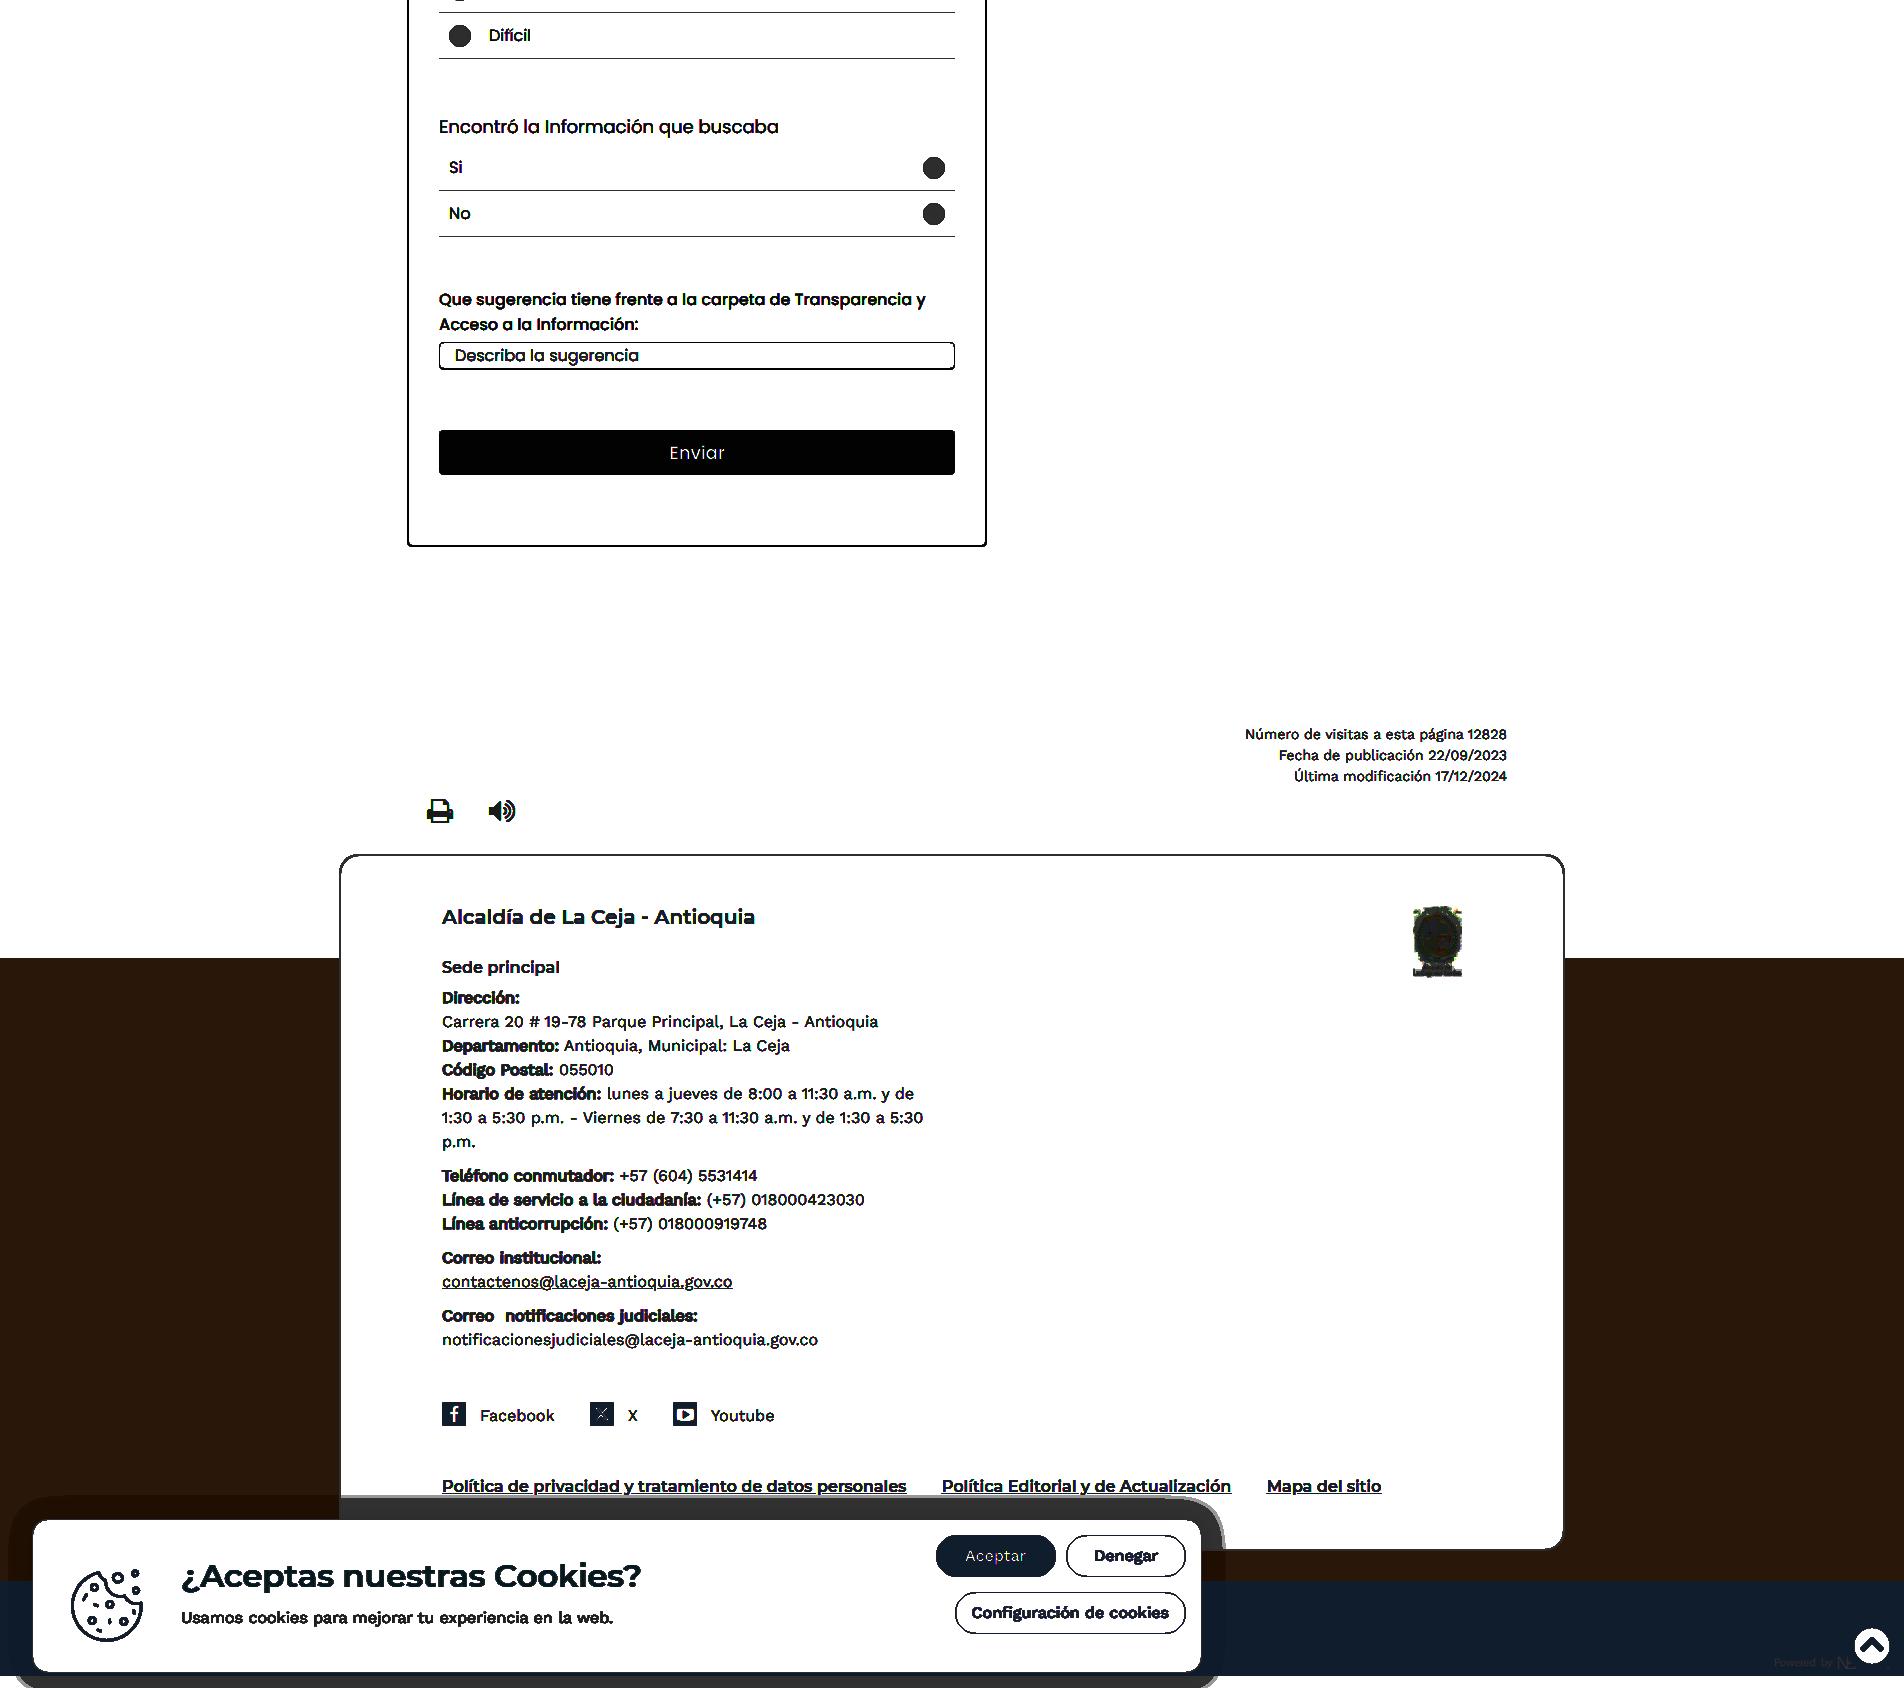 Difícil
Encontró la Información que buscaba
Si
No
Que sugerencia tiene frente a la carpeta de Transparencia y
Acceso a la Información:
Describa la sugerencia
Enviar
Número de visitas a esta página 12828
Fecha de publicación 22/09/2023
Última modificación 17/12/2024
Alcaldía de La Ceja - Antioquia
Sede principal
Dirección:
Carrera 20 # 19-78 Parque Principal, La Ceja - Antioquia
Departamento: Antioquia, Municipal: La Ceja
Código Postal: 055010
Horario de atención: lunes a jueves de 8:00 a 11:30 a.m. y de
1:30 a 5:30 p.m. - Viernes de 7:30 a 11:30 a.m. y de 1:30 a 5:30
p.m.
Teléfono conmutador: +57 (604) 5531414
Línea de servicio a la ciudadanía: (+57) 018000423030
Línea anticorrupción: (+57) 018000919748
Correo institucional:
contactenos@laceja-antioquia.gov.co
Correo notificaciones judiciales:
notificacionesjudiciales@laceja-antioquia.gov.co
Facebook X Youtube
Política de privacidad y tratamiento de datos personales Política Editorial y de Actualización Mapa del sitio
¿Aceptas nuestras Cookies?
Usamos cookies para mejorar tu experiencia en la web.
Aceptar Denegar
Configuración de cookies
Powered by